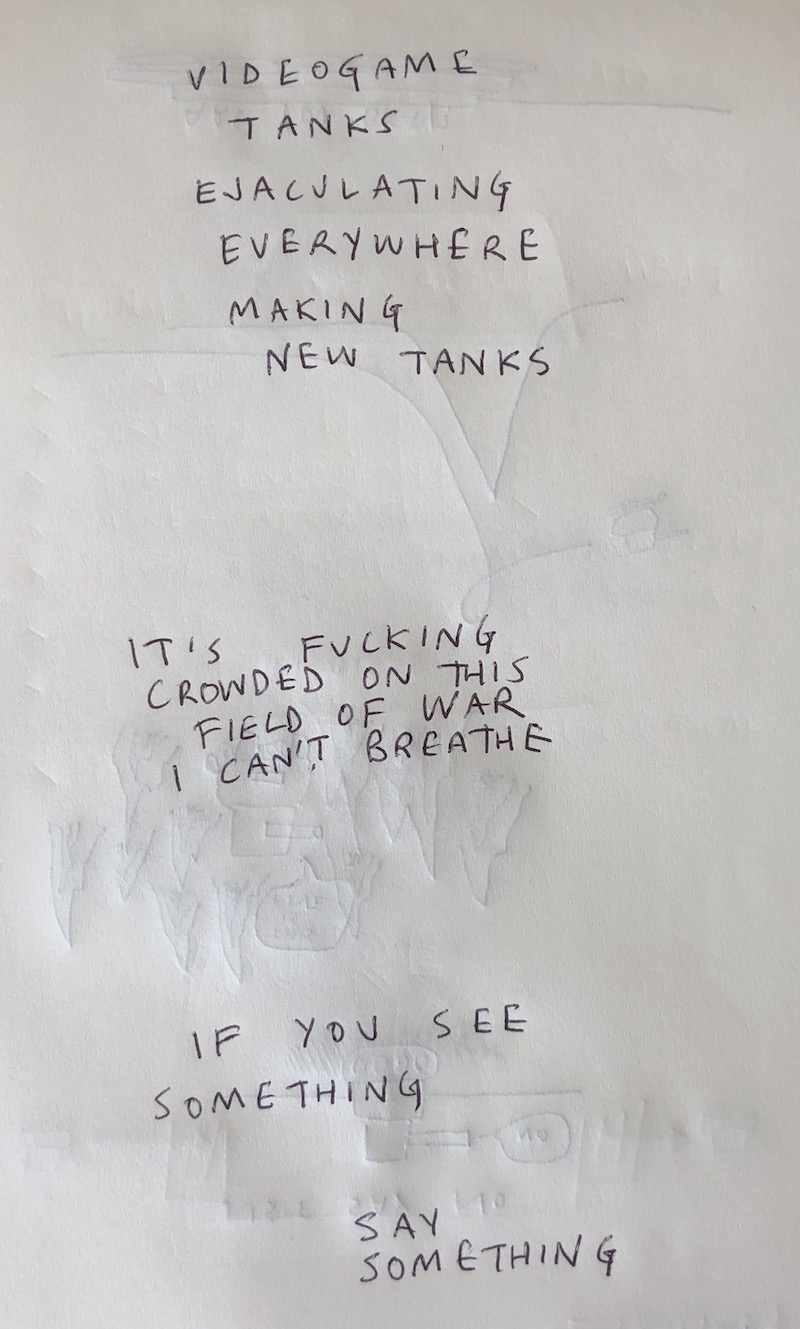 VIDEOGAME
TANKS
EJACULATING
EVERYWHERE
MAKING
NEW TANKS
IT'S FUCKING
CROWDED ON THIS
FIELD OF WAR
I CAN'T BREATHE
IF YOU SEE
SOMETHING
SAY
SOMETHING